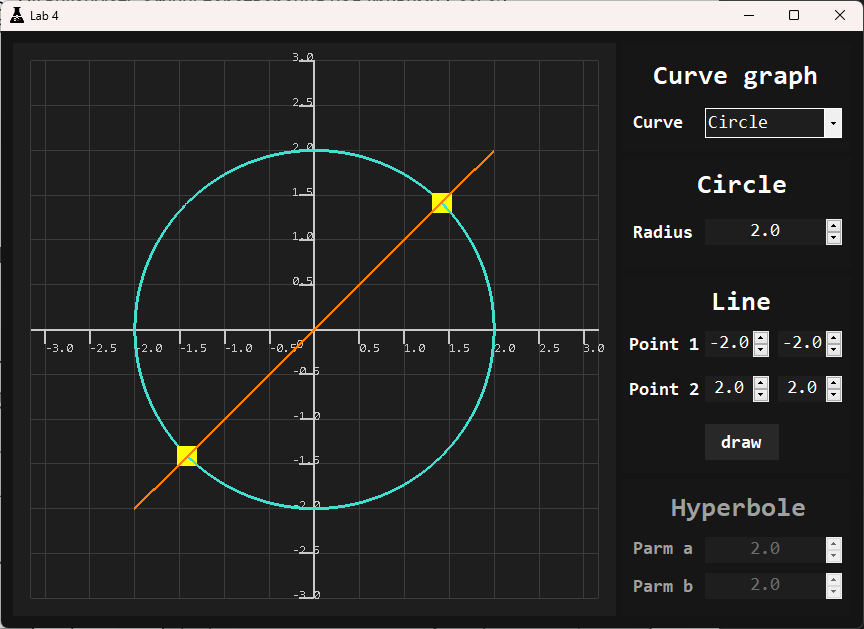 Lab 4
3.0
2.5
2.0
1.5
1.0
0.5
-3.0 -2.5 -2.0 -1.5 -1.0 -0.5 0.5 1.0 1.5 2.0 2.5 3.0
-0.5
-1.0
-1.5
-2.0
-2.5
-3.0
Curve graph
Curve Circle
Circle
Radius 2.0
Line
Point 1 -2.0 -2.0
Point 2 2.0 2.0
draw
Hyperbole
Parm a 2.0
Parm b 2.0